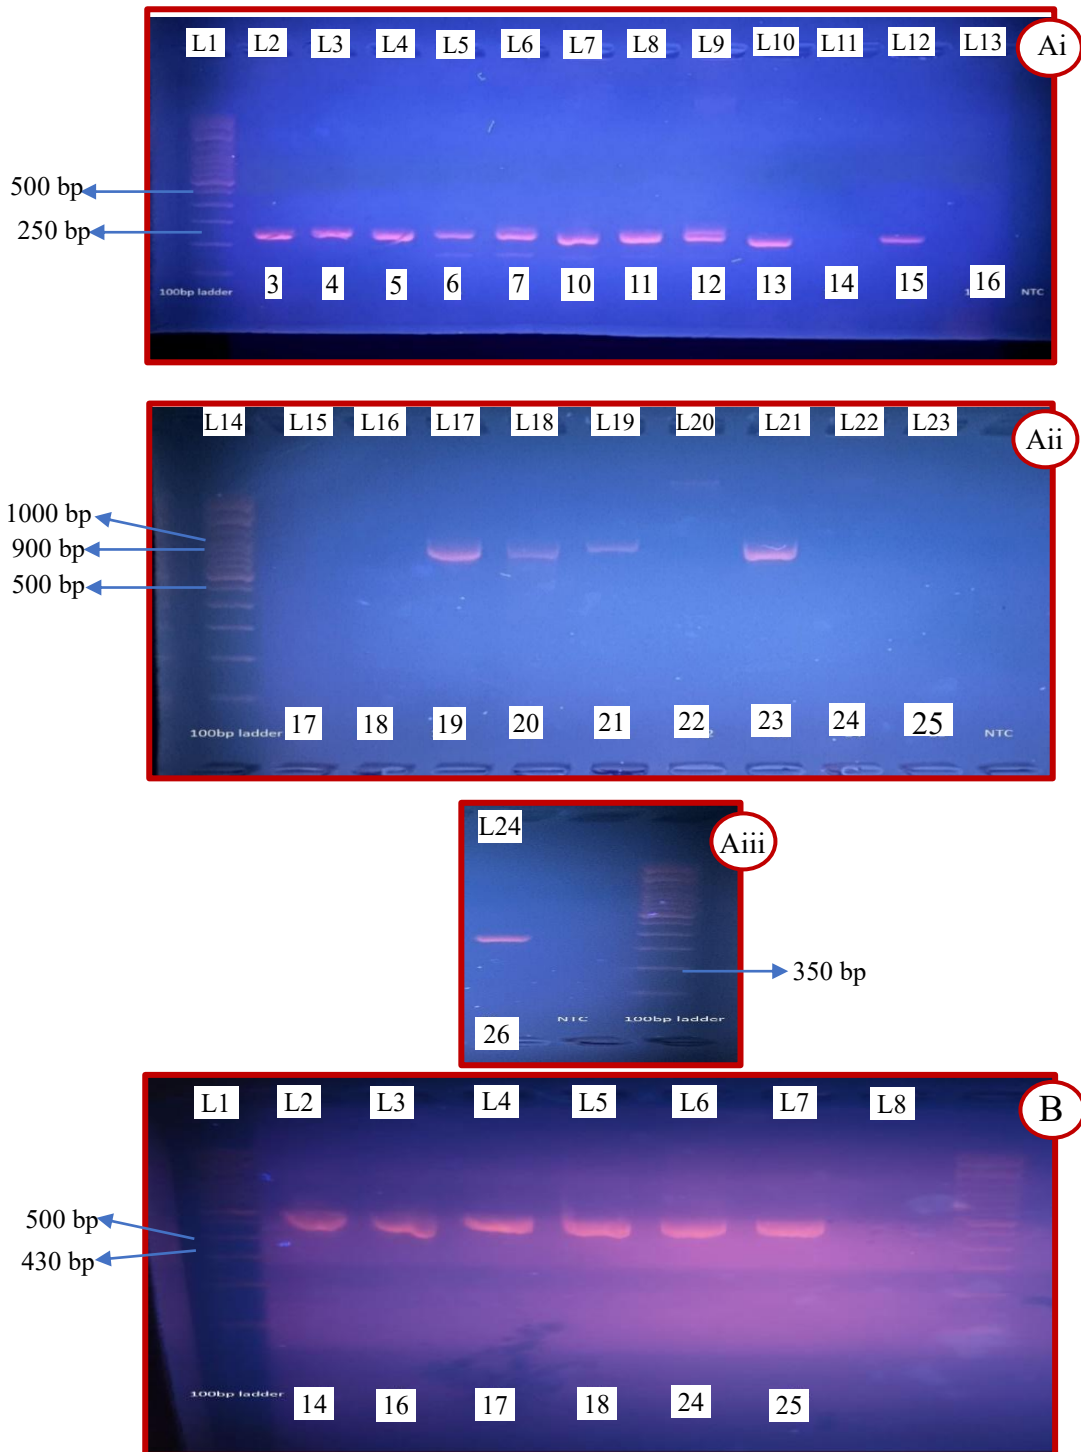 L1 L2 L3 L4 L5 L6 L7 L8 L9 L10 L11 L12 L13
Ai
500 bp
250 bp
100bp ladder 3 4 5 6 7 10 11 12 13 14 15 16 NTC
L14 L15 L16 L17 L18 L19 L20 L21 L22 L23
Aii
1000 bp
900 bp
500 bp
100bp ladder 17 18 19 20 21 22 23 24 25 NTC
L24
Aiii
350 bp
26 NTC 100bp ladder
L1 L2 L3 L4 L5 L6 L7 L8
B
500 bp
430 bp
100bp ladder 14 16 17 18 24 25